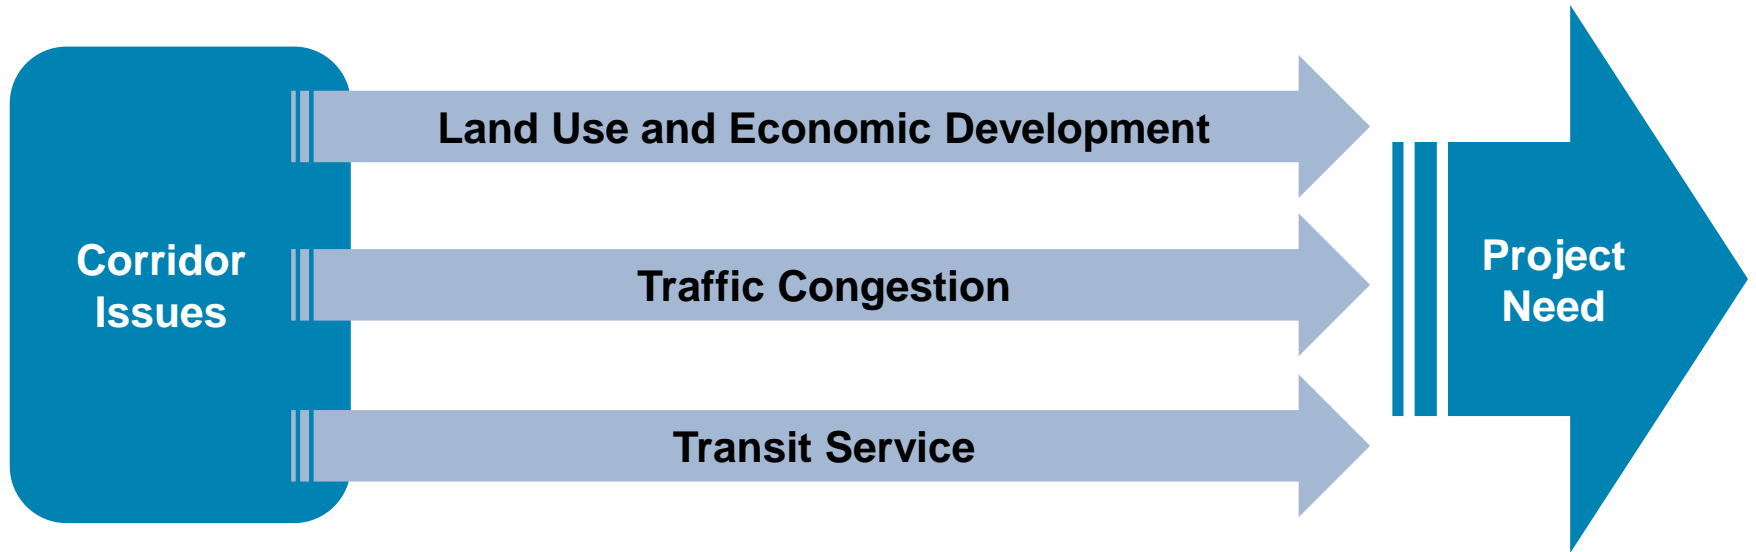 Corridor
Issues
Land Use and Economic Development
Traffic Congestion
Transit Service
Project
Need